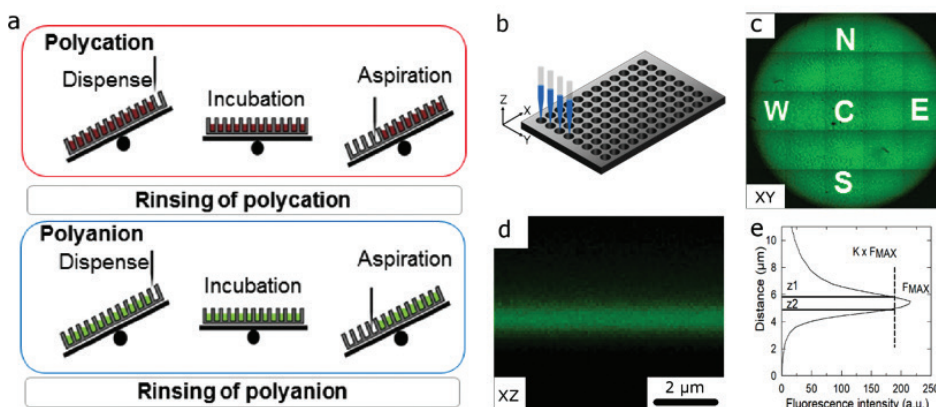 a
Polycation
Dispense
Incubation
Aspiration
Rinsing of polycation
Polyanion
Dispense
Incubation
Aspiration
Rinsing of polyanion
b
Z
X
Y
c
N
W
C
E
S
XY
d
XZ
2 µm
e
Distance (µm)
10
8
6
4
2
0
K x FMAX
FMAX
z1
z2
0 50 100 150 200 250
Fluorescence intensity (a.u.)